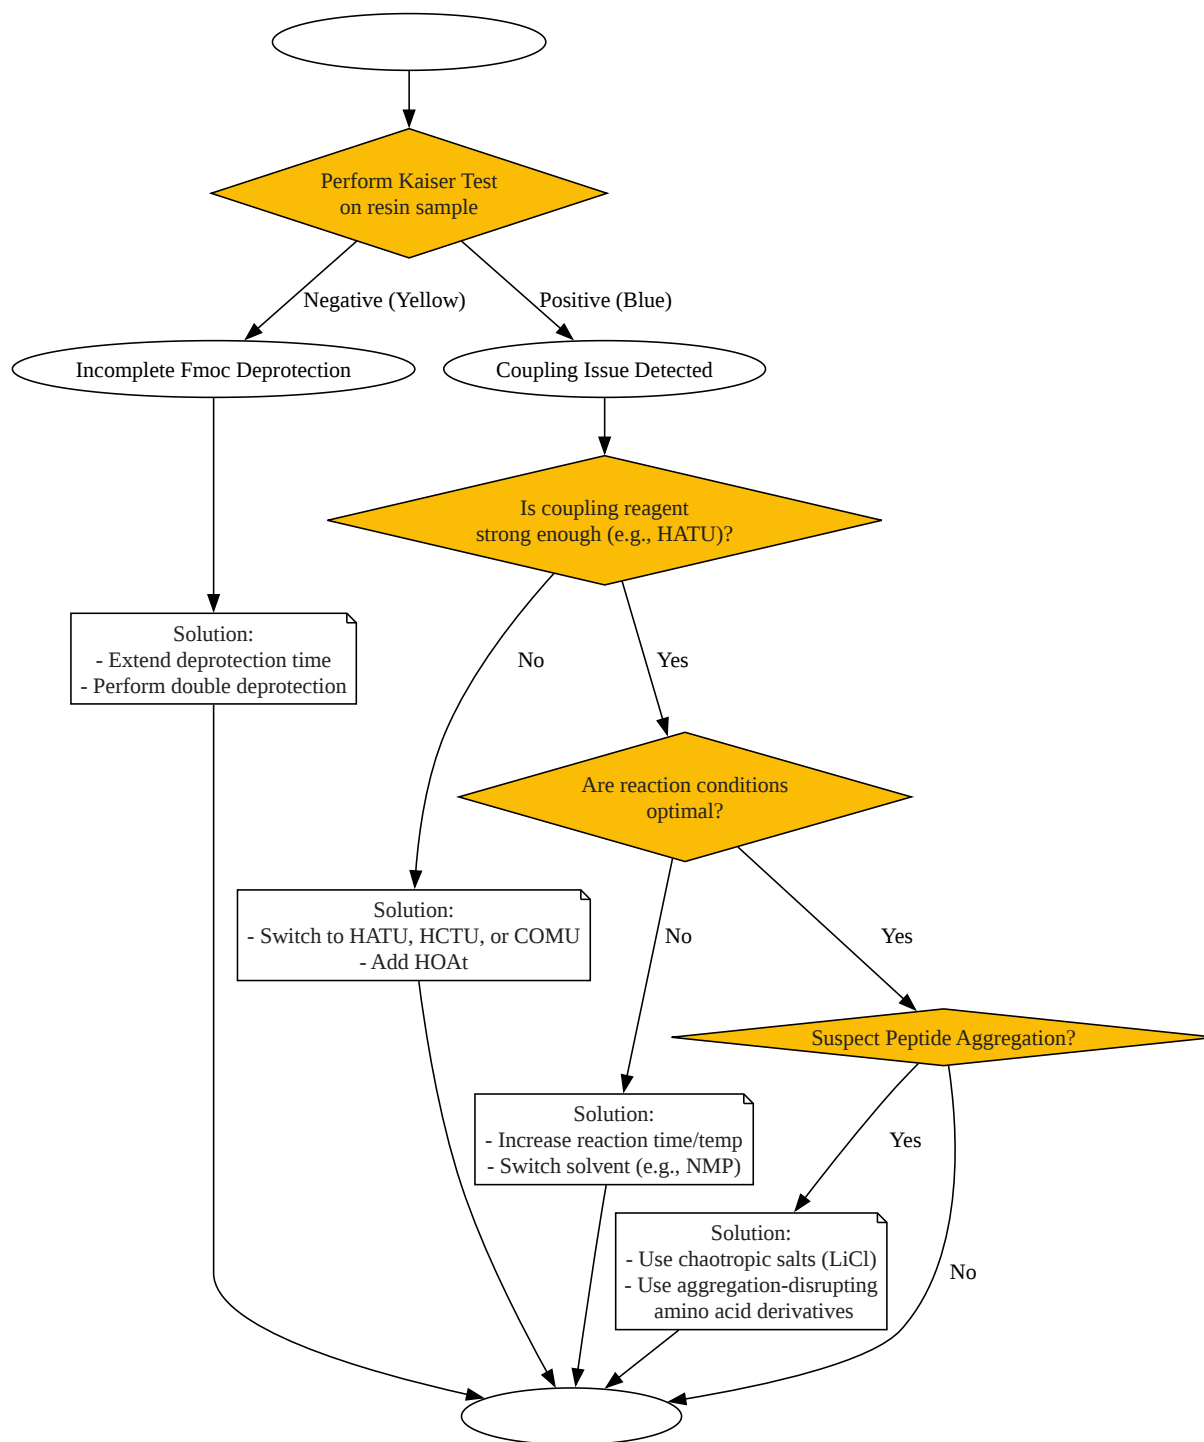 Perform Kaiser Test
on resin sample
Negative (Yellow)
Positive (Blue)
Incomplete Fmoc Deprotection
Coupling Issue Detected
Is coupling reagent
strong enough (e.g., HATU)?
Solution:
- Extend deprotection time
- Perform double deprotection
No
Yes
Are reaction conditions
optimal?
Solution:
- Switch to HATU, HCTU, or COMU
- Add HOAt
No
Yes
Suspect Peptide Aggregation?
Solution:
- Increase reaction time/temp
- Switch solvent (e.g., NMP)
Yes
Solution:
- Use chaotropic salts (LiCl)
- Use aggregation-disrupting
amino acid derivatives
No